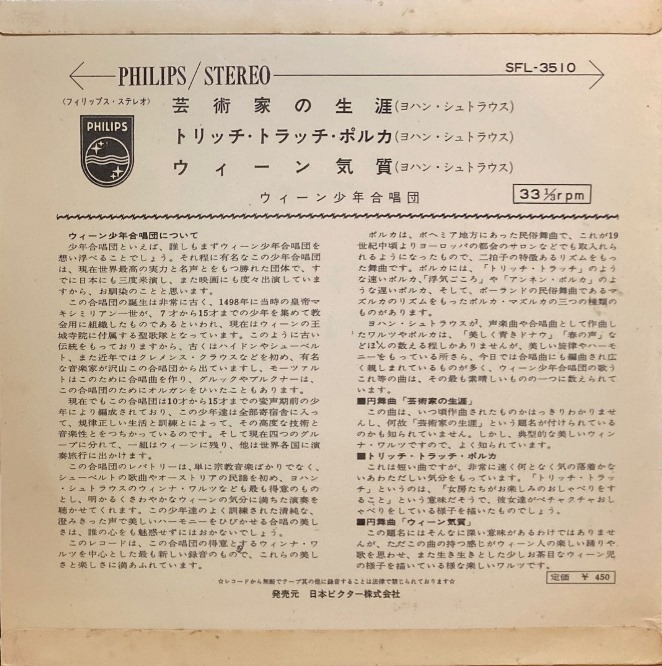 PHILIPS/STEREO
SFL-3510
(フィリップス・ステレオ)
PHILIPS
芸術家の生涯(ヨハン・シュトラウス)
トリッチ・トラッチ・ポルカ(ヨハン・シュトラウス)
ウィーン気質(ヨハン・シュトラウス)
ウィーン少年合唱団
33 1/3 rpm
ウィーン少年合唱団について
少年合唱団といえば、誰しもまずウィーン少年合唱団を
想い浮べることでしょう。それ程に有名なこの少年合唱団
は、現在世界最高の実力と名声とをもつ勝れた団体で、す
でに日本にも三度来演し、また映画にも度々出演していま
すから、お馴染のことと思います。
この合唱団の誕生は非常に古く、1498年に当時の皇帝マ
キシミリアン一世が、7才から15才までの少年を集めて教
会用に組織したものであるといわれ、現在はウィーンの王
城寺院に付属する聖歌隊となっています。このように古い
伝統をもっておりますから、古くはハイドンやシューベル
ト、また近年ではクレメンス・クラウスなどを初め、有名
な音楽家が沢山この合唱団から出ていますし、モーツァル
トはこのために合唱曲を作り、グルックやブルクナーは、
この合唱団のためにオルガンをひいたこともあります。
現在でもこの合唱団は10才から15才までの変声期前の少
年により編成されており、この少年達は全部寄宿舎に入っ
て、規律正しい生活と訓練とによって、その高度な技術と
音楽性とをつちかっているのです。そして現在四つのグルー
プに分れて、一組はウィーンに残り、他は世界各国に演
奏旅行に出かけます。
この合唱団のレパトリーは、単に宗教音楽ばかりでなく、
シューベルトの歌曲やオーストリアの民謡を初め、ヨハン
・シュトラウスのウィンナ・ワルツなども最も得意のもの
とし、明かるくさわやかなウィーンの気分に満ちた演奏を
聴かせてくれます。この少年達のよく訓練された清純な、
澄みきった声で美しいハーモニーをひびかせる合唱の美し
さは、誰の心をも魅惑せずにはおかないでしょう。
このレコードは、この合唱団の得意とするウィンナ・ワ
ルツを中心とした最も新しい録音のもので、これらの美し
さと楽しさに満あふれています。
ポルカは、ボヘミア地方にあった民俗舞曲で、これが19
世紀中頃よりヨーロッパの都会のサロンなどでも取入れら
れるようになったもので、二拍子の特徴あるリズムをもっ
た舞曲です。ポルカには、「トリッチ・トラッチ」のよう
な速いポルカ、「浮気ごころ」や「アンネン・ポルカ」のよう
な遅いポルカ、そして、ポーランドの民俗舞曲であるマ
ズルカのリズムをもったポルカ・マズルカの三つの種類の
ものがあります。
ヨハン・シュトラウスが、声楽曲や合唱曲として作曲し
たワルツやポルカは、「美しく青きドナウ」「春の声」な
どほんの数える程しかありませんが、美しい旋律やハーモ
ニーをもっている所さら、今日では合唱曲にも編曲され広
く親しまれているものが多く、ウィーン少年合唱団の歌う
これ等の曲は、その最も素晴しいものの一つに数えられて
います。
■円舞曲「芸術家の生涯」
この曲は、いつ頃作曲されたものかはっきりわかりませ
んし、何故「芸術家の生涯」という題名が付けられている
のかも知られていません。しかし、典型的な美しいウィン
ナ・ワルツですので、よく知られています。
■トリッチ・トラッチ・ポルカ
これは短い曲ですが、非常に速く何となく気の落着かな
いあわただしい気分をもっています。「トリッチ・トラッ
チ」というのは、「女房たちがお楽しみのおしゃべりをす
ること」という意味だそうで、彼女達がペチャクチャおし
ゃべりをしている様子を描いたものでしょう。
■円舞曲「ウィーン気質」
この題名にはそんなに深い意味があるわけではありませ
んが、ただこの曲の持つ感じがウィーン人の楽しい踊りや
歌を思わせ、また生き生きとした少しお茶目なウィーン児
の様子を描いている様な楽しいワルツです。
定価 ¥ 450
☆レコードから無断でテープ其の他に録音することは法律で禁じられております☆
発売元 日本ビクター株式会社